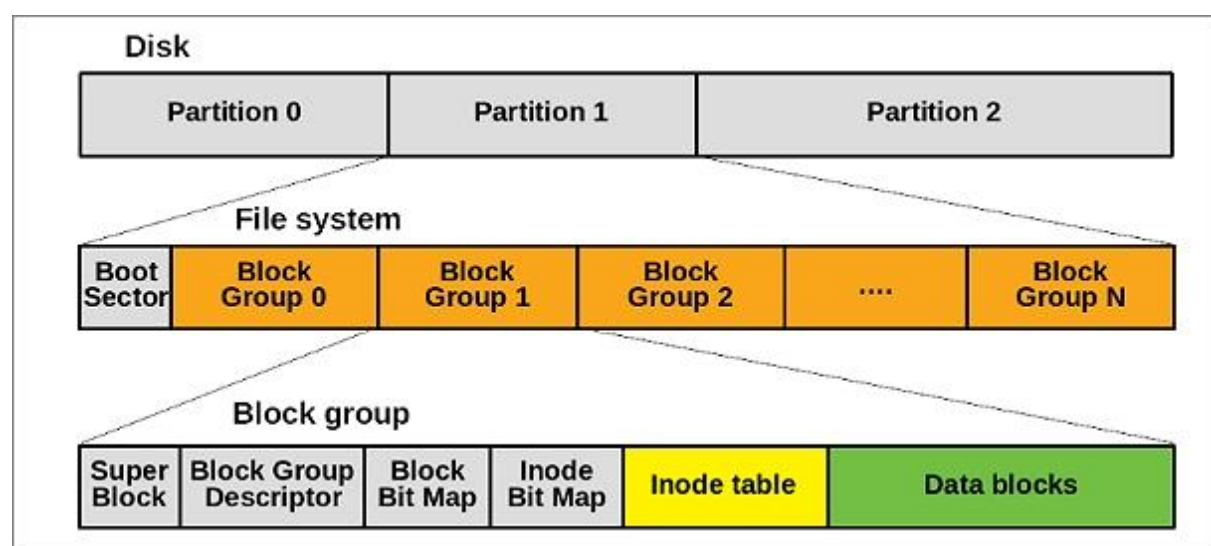 Disk
Partition 0 Partition 1 Partition 2
File system
Boot Block Block Block .... Block
Sector Group 0 Group 1 Group 2 Group N
Block group
Super Block Group Block Inode Inode table Data blocks
Block Descriptor Bit Map Bit Map